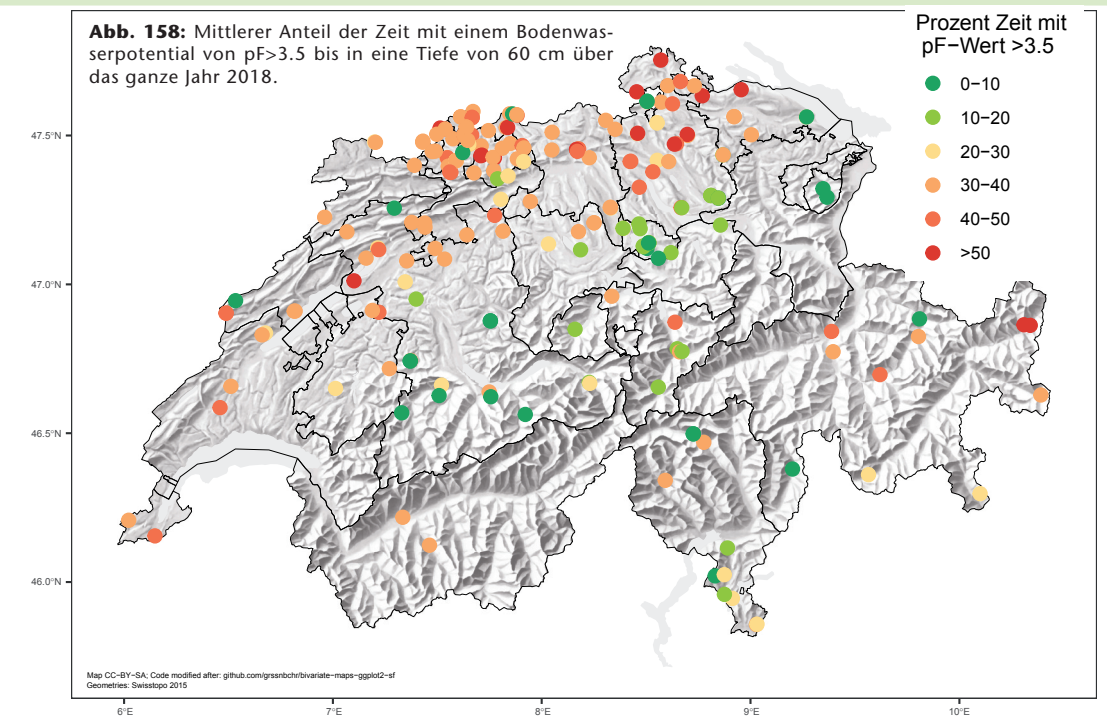 Abb. 158: Mittlerer Anteil der Zeit mit einem Bodenwas-
serpotential von pF>3.5 bis in eine Tiefe von 60 cm über
das ganze Jahr 2018.
Prozent Zeit mit
pF−Wert >3.5
0−10
10−20
20−30
30−40
40−50
>50
47.5°N
47.0°N
46.5°N
46.0°N
Map CC−BY−SA; Code modified after: github.com/grssnbchr/bivariate−maps−ggplot2−sf
Geometries: Swisstopo 2015
6°E
7°E
8°E
9°E
10°E